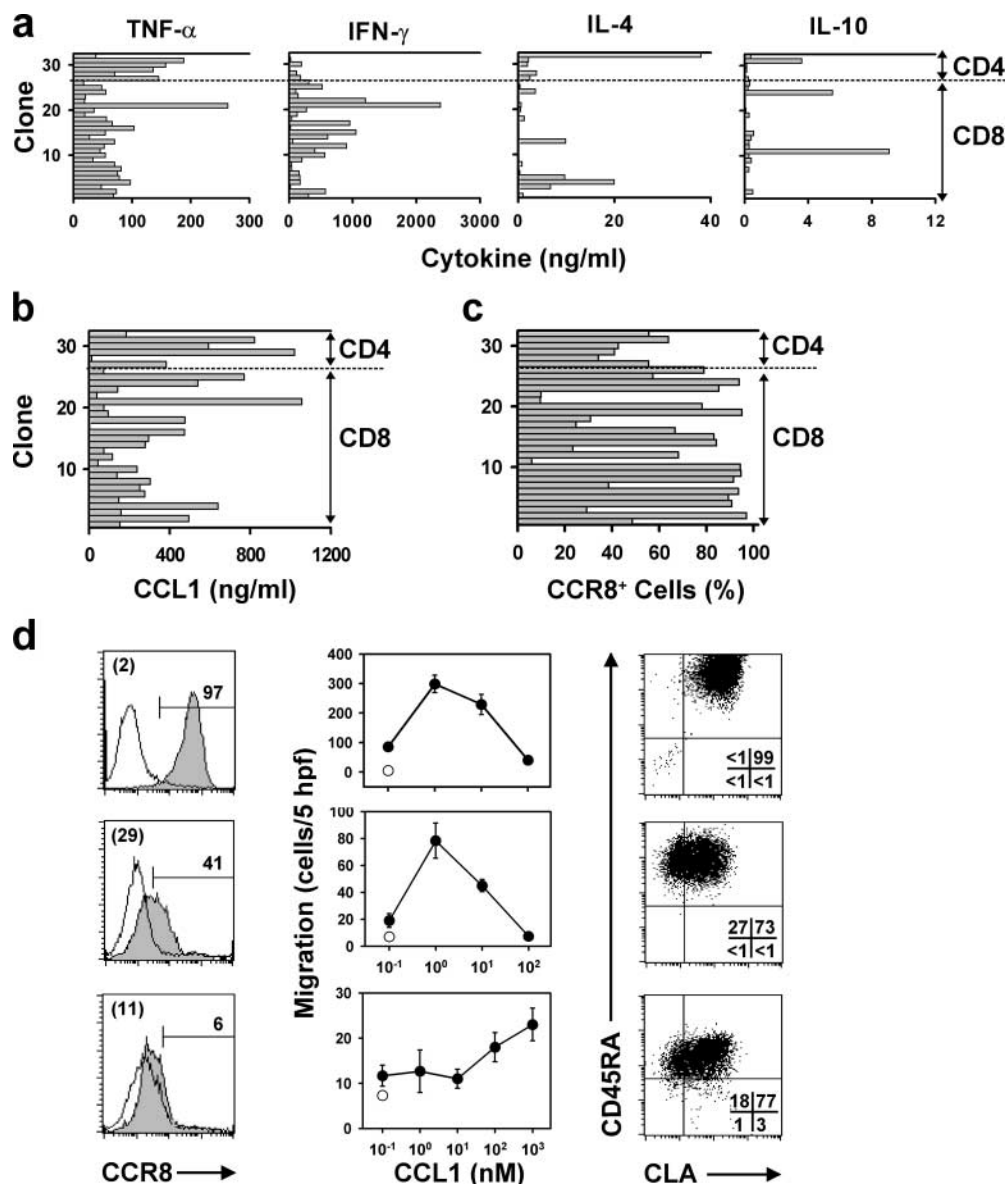 a
TNF-α IFN-γ IL-4 IL-10
Clone
30
20
10
CD4
CD8
0 100 200 300
0 1000 2000 3000
0 20 40
0 4 8 12
Cytokine (ng/ml)
b
Clone
30
20
10
CD4
CD8
0 400 800 1200
CCL1 (ng/ml)
c
30
20
10
CD4
CD8
0 20 40 60 80 100
CCR8⁺ Cells (%)
d
(2)
97
(29)
41
(11)
6
CCR8
Migration (cells/5 hpf)
400
300
200
100
0
100
80
60
40
20
0
10⁻¹ 10⁰ 10¹ 10²
30
20
10
0
10⁻¹ 10⁰ 10¹ 10² 10³
CCL1 (nM)
CD45RA
<1 99
<1 <1
27 73
<1 <1
18 77
1 3
CLA